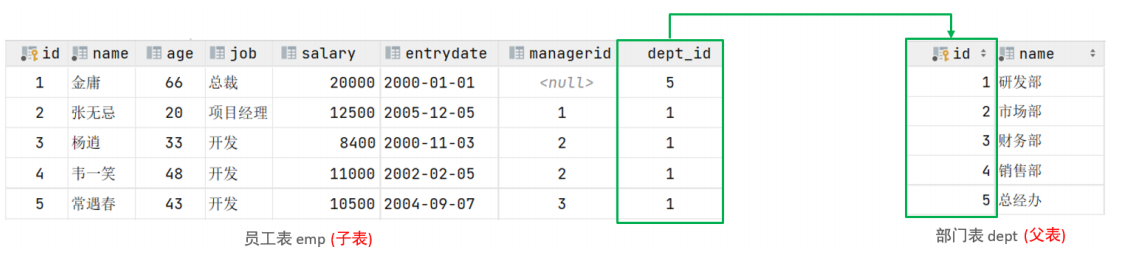 id name age job salary entrydate managerid dept_id
1 金庸 66 总裁 20000 2000-01-01 <null> 5
2 张无忌 20 项目经理 12500 2005-12-05 1 1
3 杨逍 33 开发 8400 2000-11-03 2 1
4 韦一笑 48 开发 11000 2002-02-05 2 1
5 常遇春 43 开发 10500 2004-09-07 3 1
员工表 emp (子表)
id name
1 研发部
2 市场部
3 财务部
4 销售部
5 总经办
部门表 dept (父表)